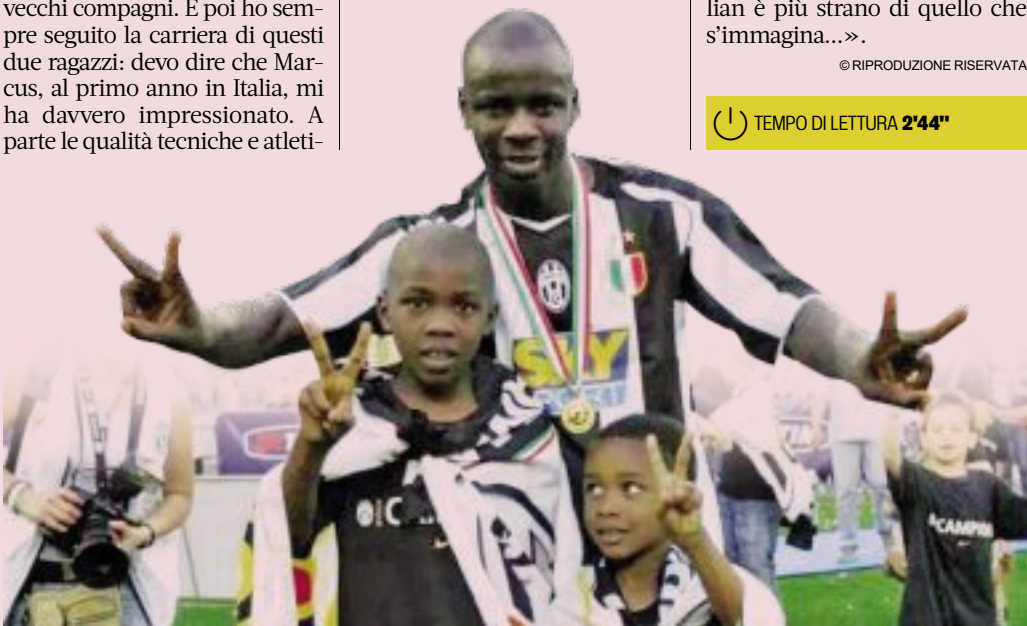 vecchi compagni. E poi ho sem-
pre seguito la carriera di questi
due ragazzi: devo dire che Mar-
cus, al primo anno in Italia, mi
ha davvero impressionato. A
parte le qualità tecniche e atleti-
lian è più strano di quello che
s’immagina...».
© RIPRODUZIONE RISERVATA
TEMPO DI LETTURA 2'44"
SKY
SPORT
CAMPIONI